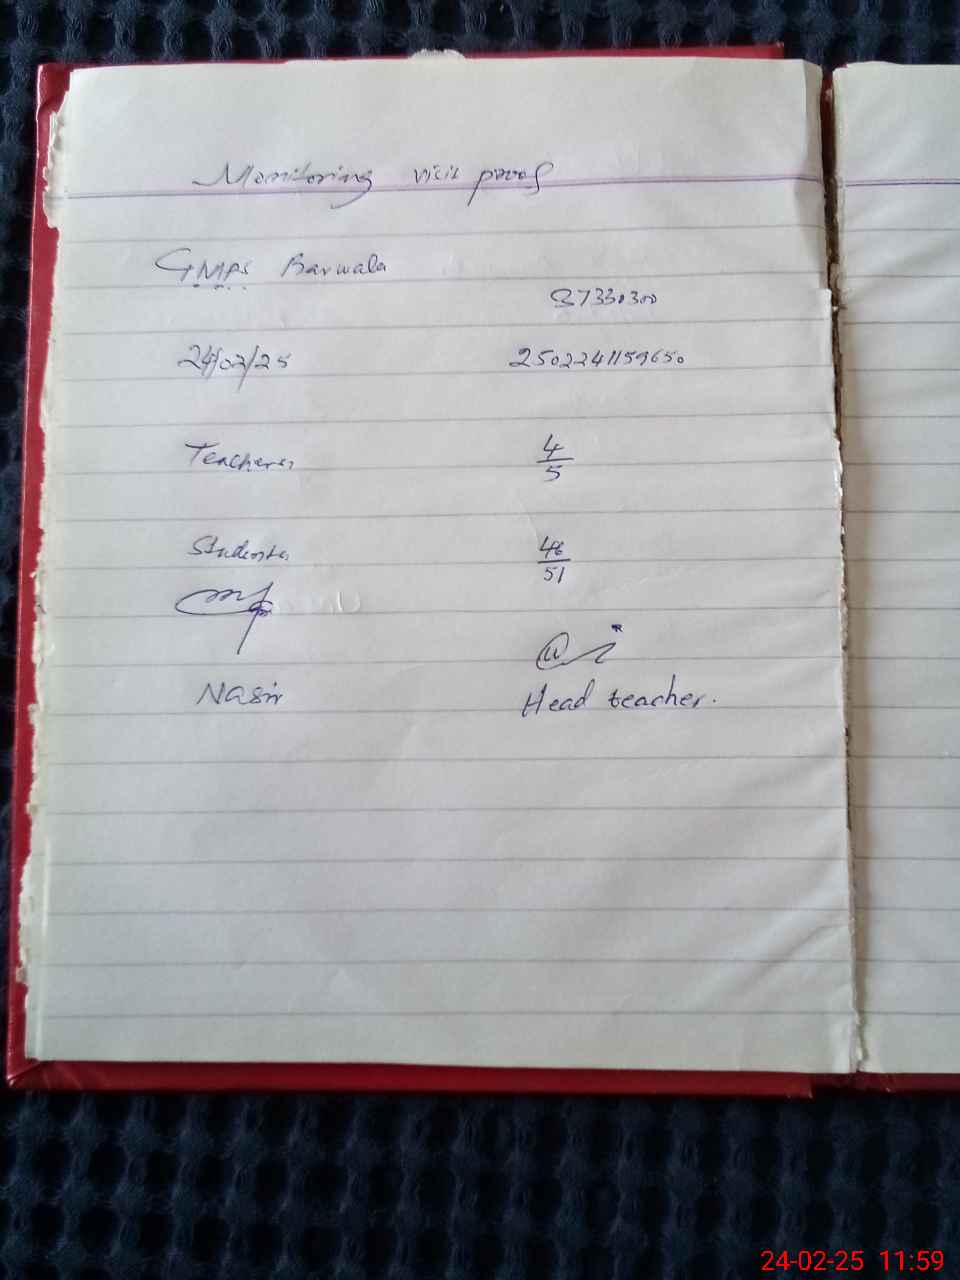 Monitoring visit proof
GMPS Barwala
37330300
24/02/25 2502241159650
Teachers 4/5
Students 46/51
Nasir Head teacher.
24-02-25 11:59